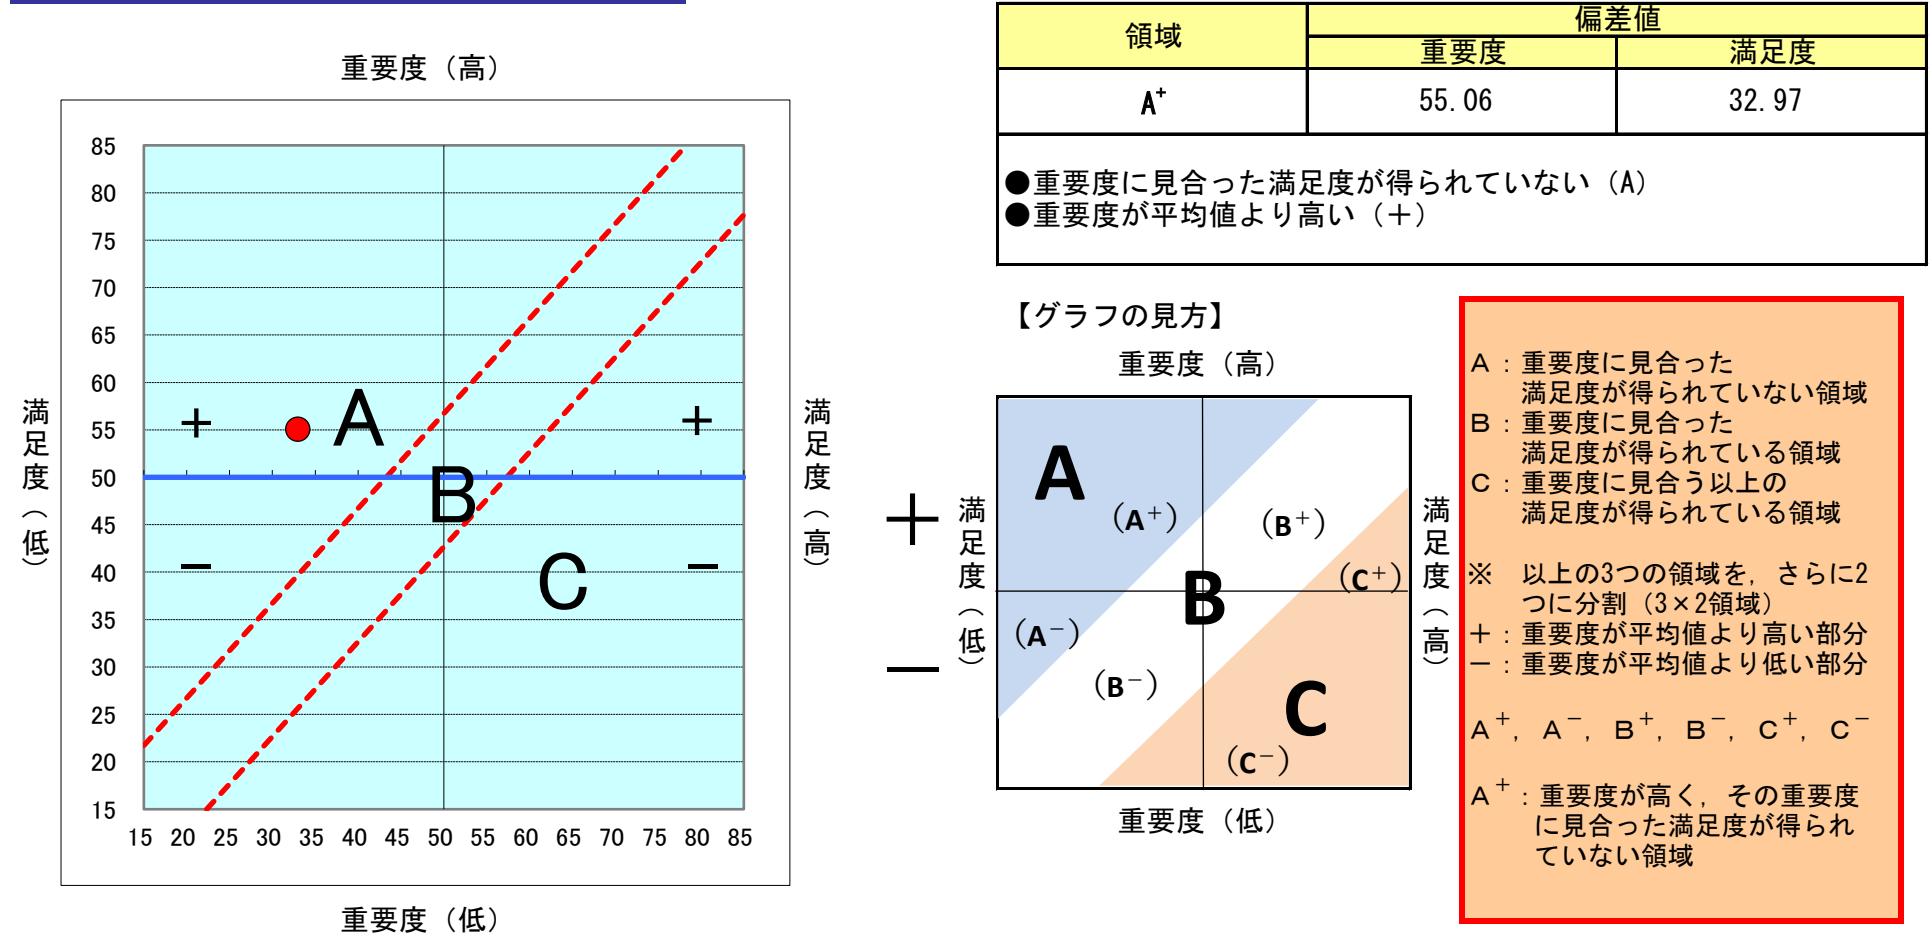 重要度（高）
85
80
75
70
65
60
55
50
45
40
35
30
25
20
15
15 20 25 30 35 40 45 50 55 60 65 70 75 80 85
満足度（低）
満足度（高）
＋
A
＋
B
－
C
－
重要度（低）
領域
偏差値
重要度
満足度
A⁺
55.06
32.97
●重要度に見合った満足度が得られていない（A）
●重要度が平均値より高い（＋）
【グラフの見方】
重要度（高）
＋
－
満足度（低）
満足度（高）
A
(A⁺)
(B⁺)
B
(C⁺)
(A⁻)
(B⁻)
C
(C⁻)
重要度（低）
Ａ：重要度に見合った
満足度が得られていない領域
Ｂ：重要度に見合った
満足度が得られている領域
Ｃ：重要度に見合う以上の
満足度が得られている領域
※　以上の3つの領域を，さらに2
つに分割（3×2領域）
＋：重要度が平均値より高い部分
－：重要度が平均値より低い部分
Ａ⁺，Ａ⁻，Ｂ⁺，Ｂ⁻，Ｃ⁺，Ｃ⁻
Ａ⁺：重要度が高く，その重要度
に見合った満足度が得られ
ていない領域